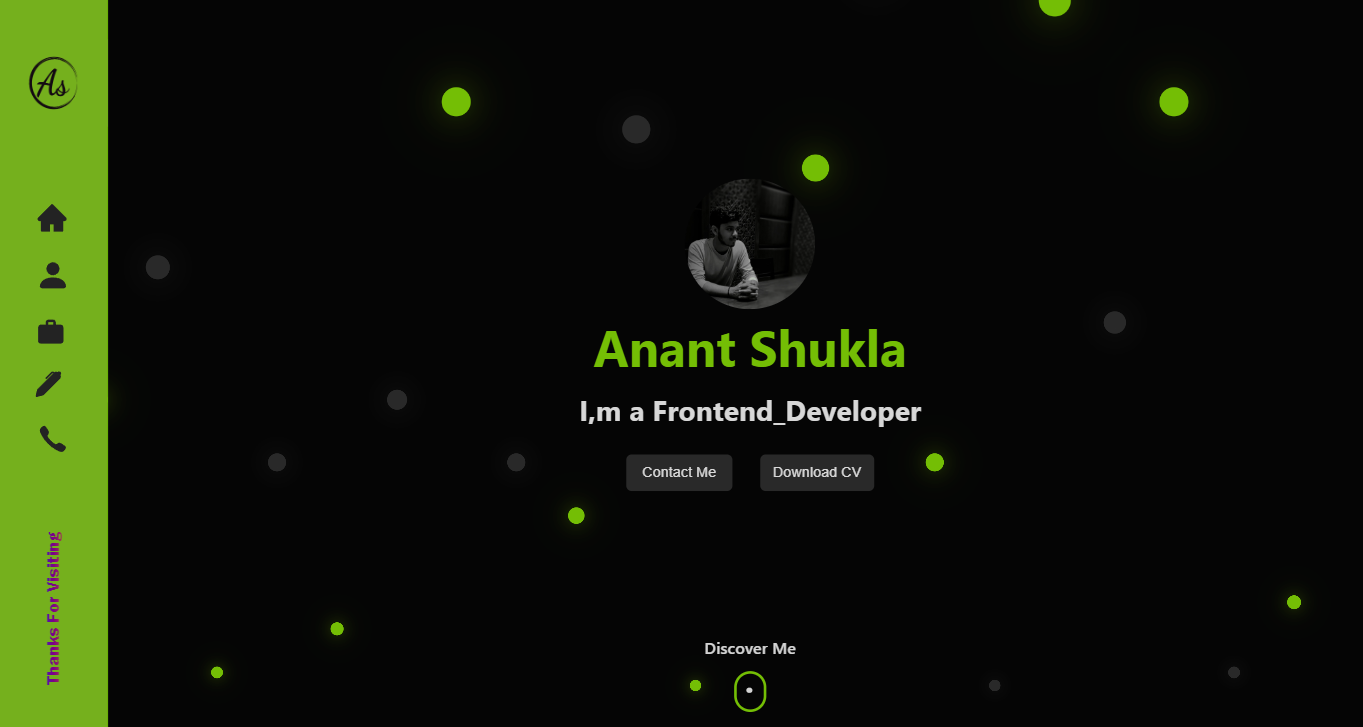 As
Thanks For Visiting
Anant Shukla
I,m a Frontend_Developer
Contact Me
Download CV
Discover Me